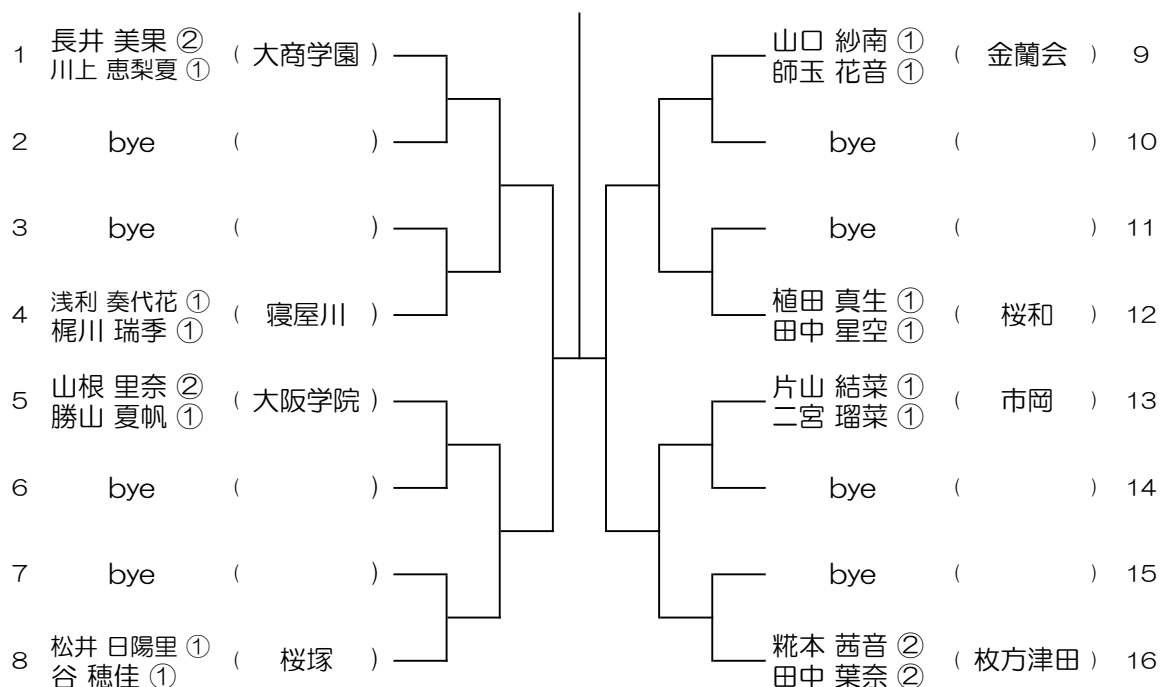 1 長井 美果 ② ( 大商学園 )
川上 恵梨夏 ①
2 bye ( )
3 bye ( )
4 浅利 奏代花 ① ( 寝屋川 )
梶川 瑞季 ①
5 山根 里奈 ② ( 大阪学院 )
勝山 夏帆 ①
6 bye ( )
7 bye ( )
8 松井 日陽里 ① ( 桜塚 )
谷 穂佳 ①
山口 紗南 ① ( 金蘭会 ) 9
師玉 花音 ①
bye ( ) 10
bye ( ) 11
植田 真生 ① ( 桜和 ) 12
田中 星空 ①
片山 結菜 ① ( 市岡 ) 13
二宮 瑠菜 ①
bye ( ) 14
bye ( ) 15
糀本 茜音 ② ( 枚方津田 ) 16
田中 葉奈 ②